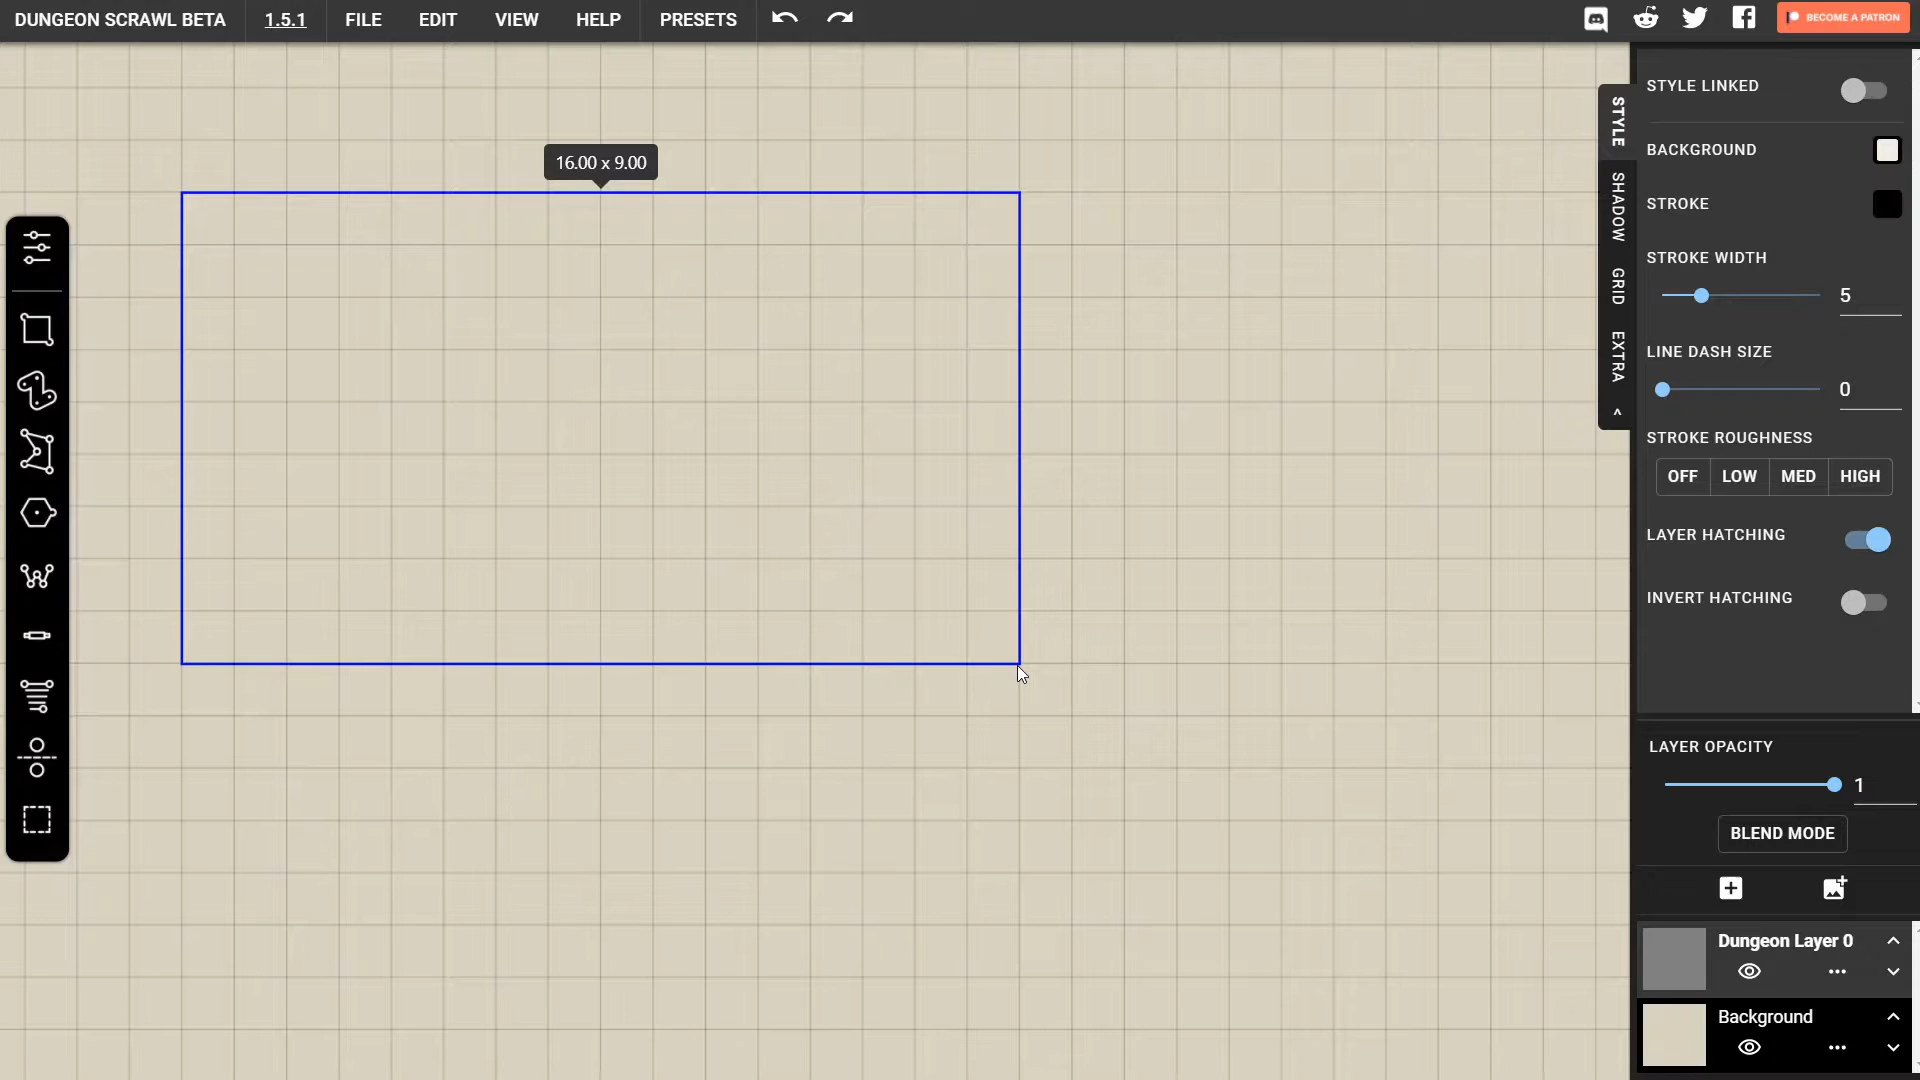 DUNGEON SCRAWL BETA 1.5.1 FILE EDIT VIEW HELP PRESETS BECOME A PATRON
16.00 x 9.00
STYLE
SHADOW
GRID
EXTRA
STYLE LINKED
BACKGROUND
STROKE
STROKE WIDTH
5
LINE DASH SIZE
0
STROKE ROUGHNESS
OFF LOW MED HIGH
LAYER HATCHING
INVERT HATCHING
LAYER OPACITY
1
BLEND MODE
Dungeon Layer 0
Background